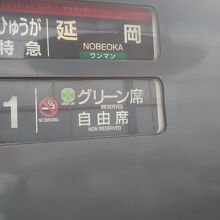 ひゅうが 延岡
特急 NOBEOKA
ワンマン
1 グリーン席
RESERVED
NO SMOKING 自由席
NON RESERVED